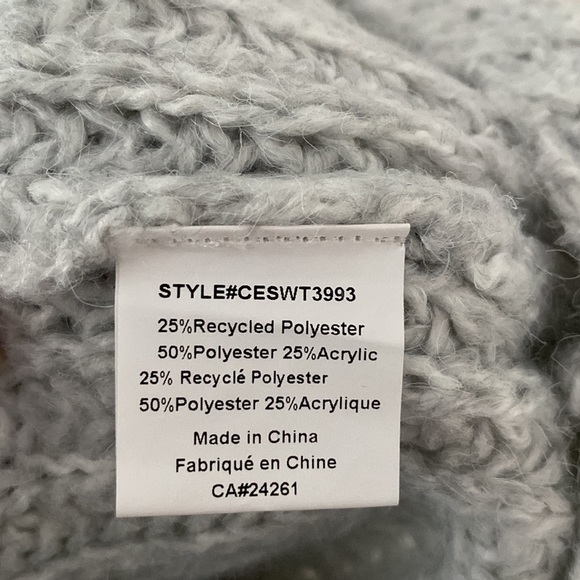 STYLE#CESWT3993
25%Recycled Polyester
50%Polyester 25%Acrylic
25% Recyclé Polyester
50%Polyester 25%Acrylique
Made in China
Fabriqué en Chine
CA#24261